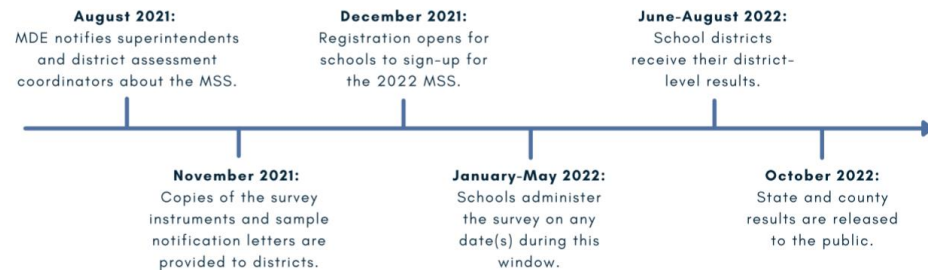 August 2021:
MDE notifies superintendents
and district assessment
coordinators about the MSS.
November 2021:
Copies of the survey
instruments and sample
notification letters are
provided to districts.
December 2021:
Registration opens for
schools to sign-up for
the 2022 MSS.
January-May 2022:
Schools administer
the survey on any
date(s) during this
window.
June-August 2022:
School districts
receive their district-
level results.
October 2022:
State and county
results are released
to the public.